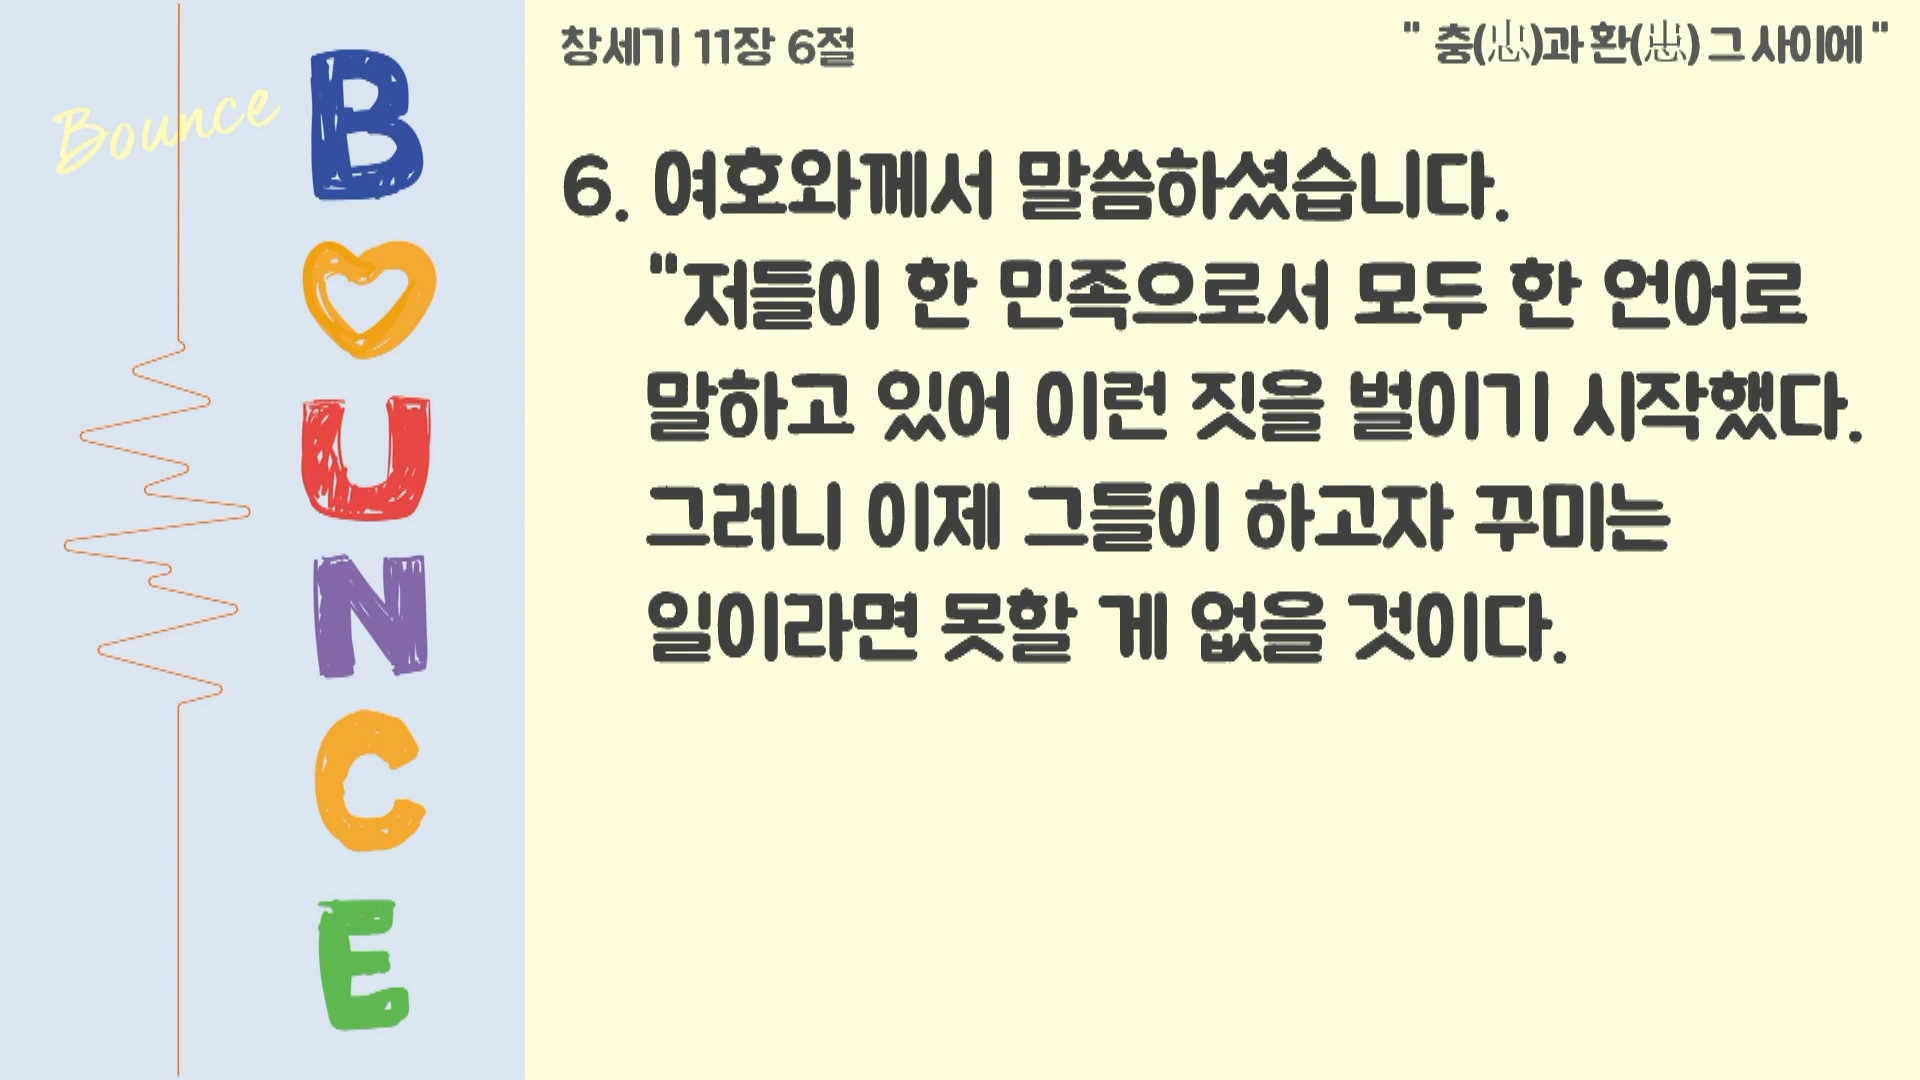 Bounce
B♡UNCE
창세기 11장 6절
" 충(忠)과 환(患) 그 사이에 "
6. 여호와께서 말씀하셨습니다.
"저들이 한 민족으로서 모두 한 언어로
말하고 있어 이런 짓을 벌이기 시작했다.
그러니 이제 그들이 하고자 꾸미는
일이라면 못할 게 없을 것이다.